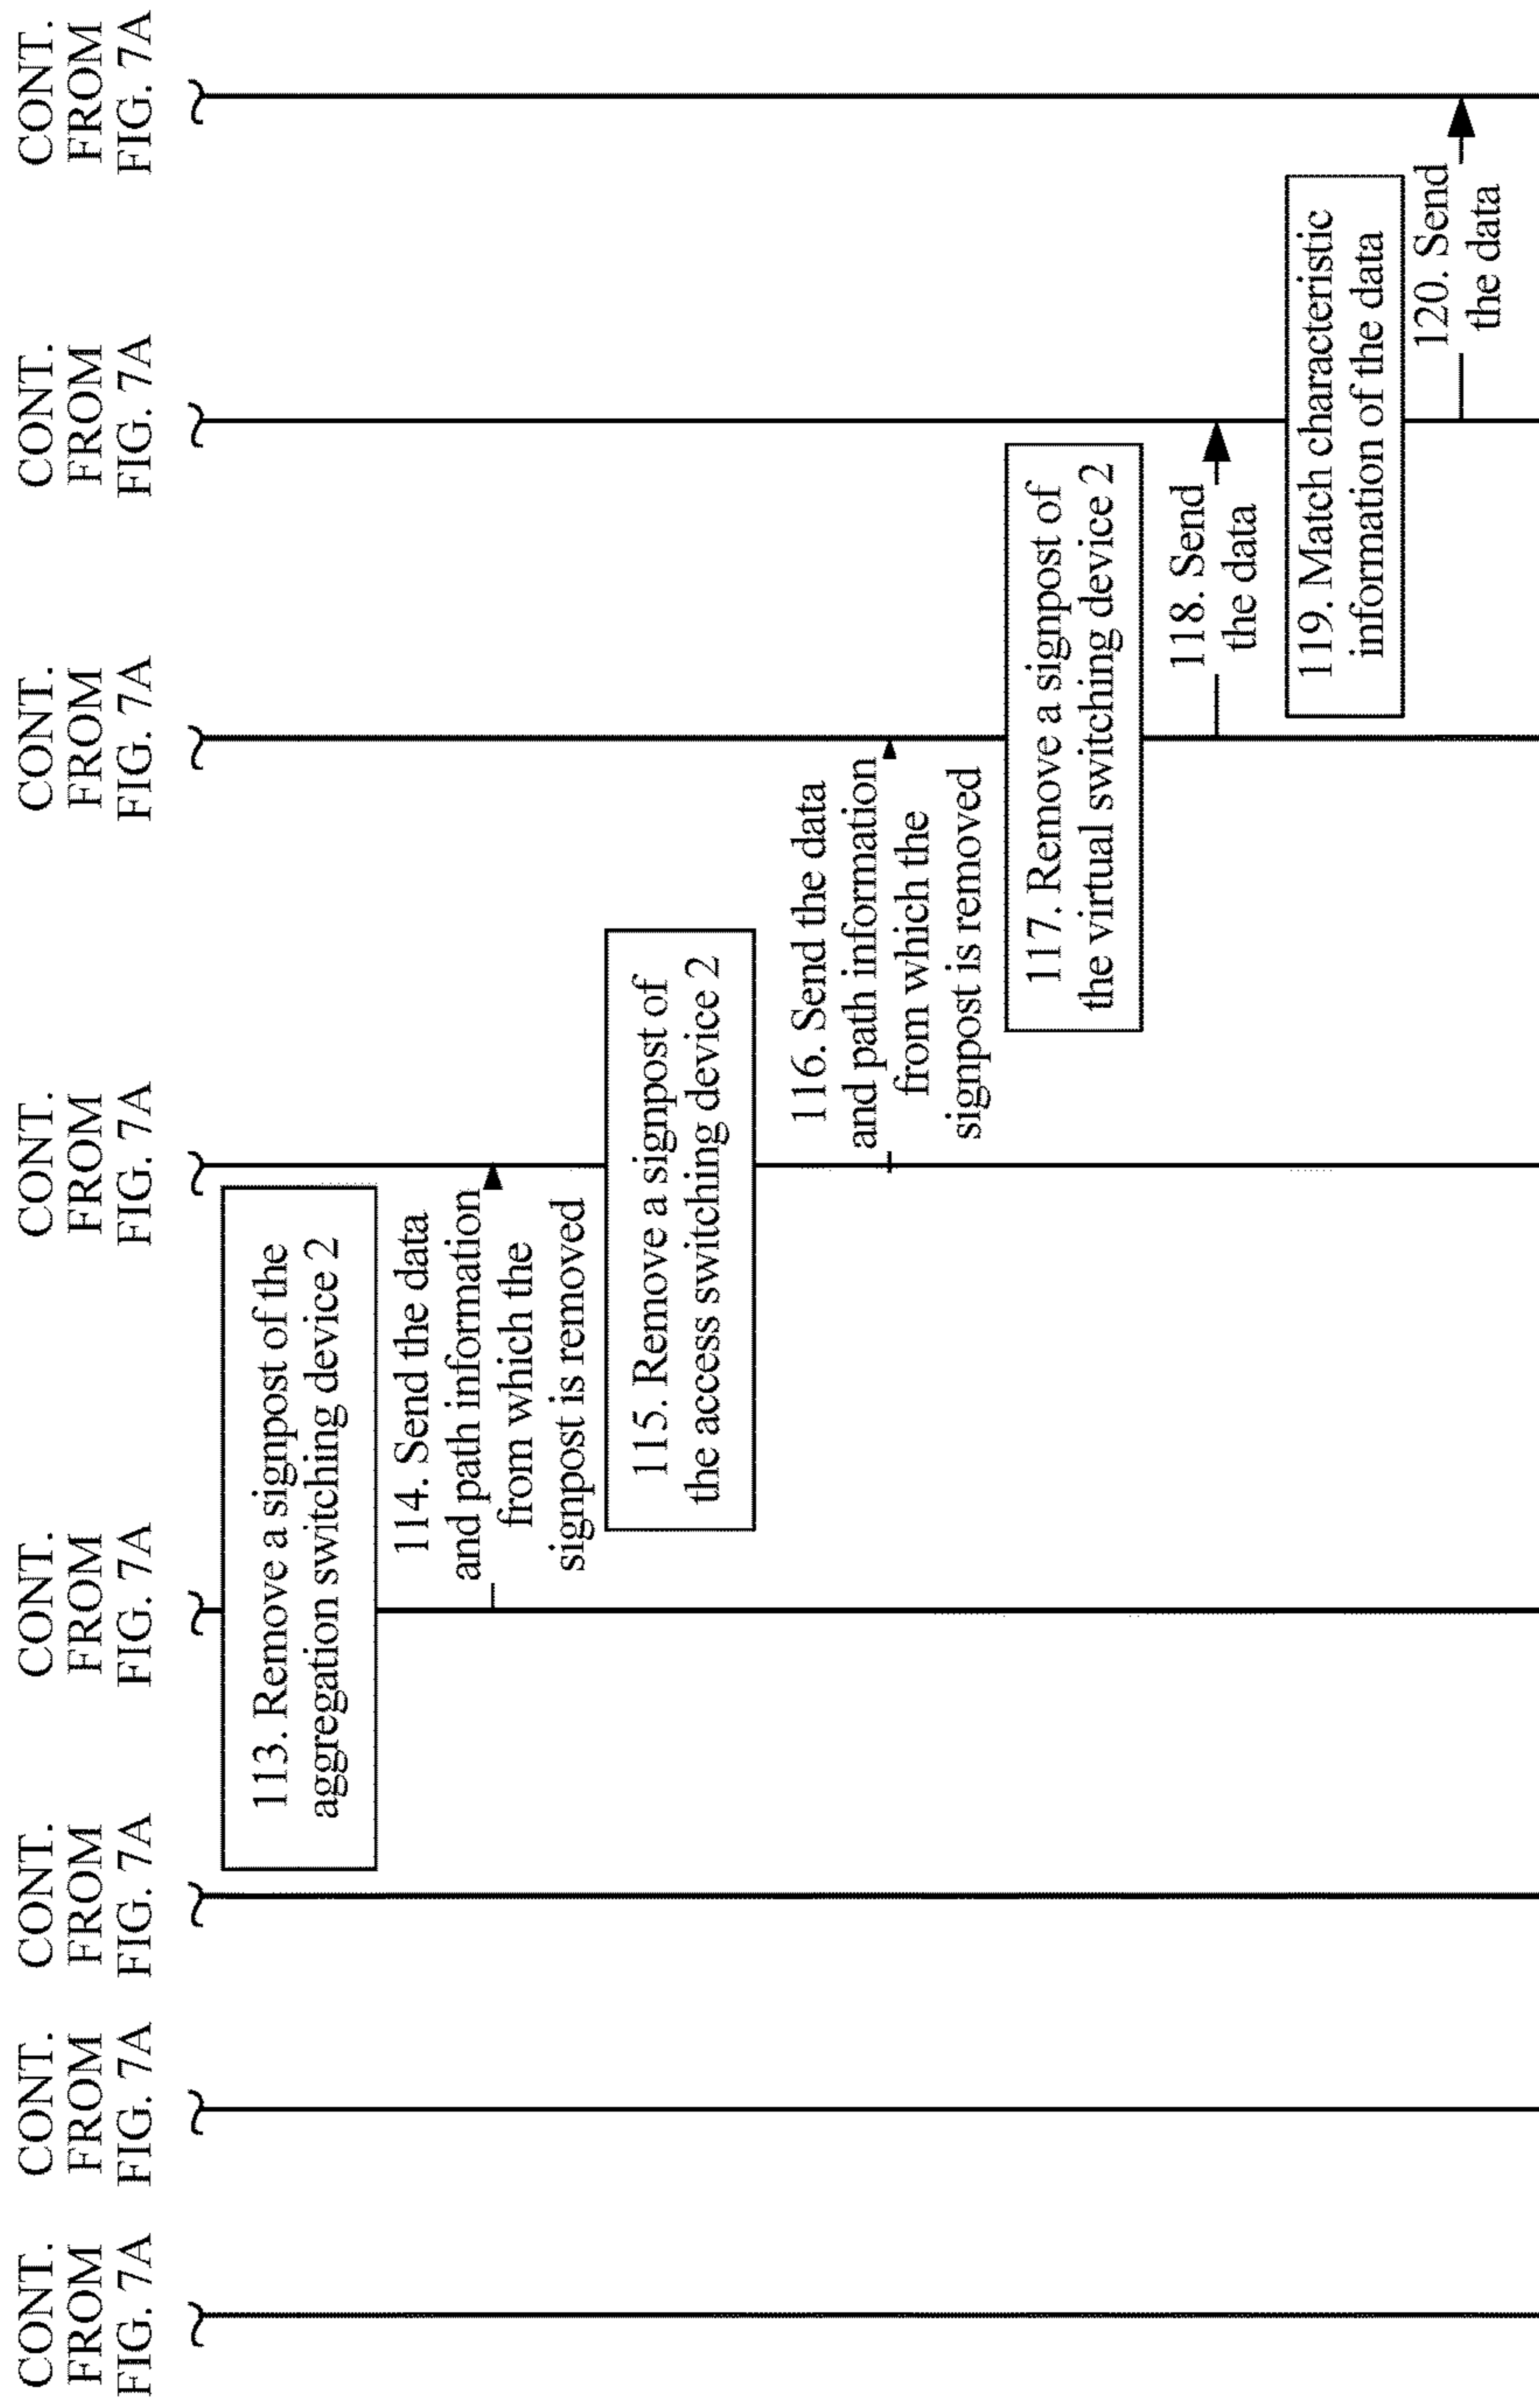 CONT.
FROM
FIG. 7A
CONT.
FROM
FIG. 7A
CONT.
FROM
FIG. 7A
CONT.
FROM
FIG. 7A
CONT.
FROM
FIG. 7A
CONT.
FROM
FIG. 7A
CONT.
FROM
FIG. 7A
CONT.
FROM
FIG. 7A
113. Remove a signpost of the
aggregation switching device 2
114. Send the data
and path information
from which the
signpost is removed
115. Remove a signpost of
the access switching device 2
116. Send the data
and path information
from which the
signpost is removed
117. Remove a signpost of
the virtual switching device 2
118. Send
the data
119. Match characteristic
information of the data
120. Send
the data